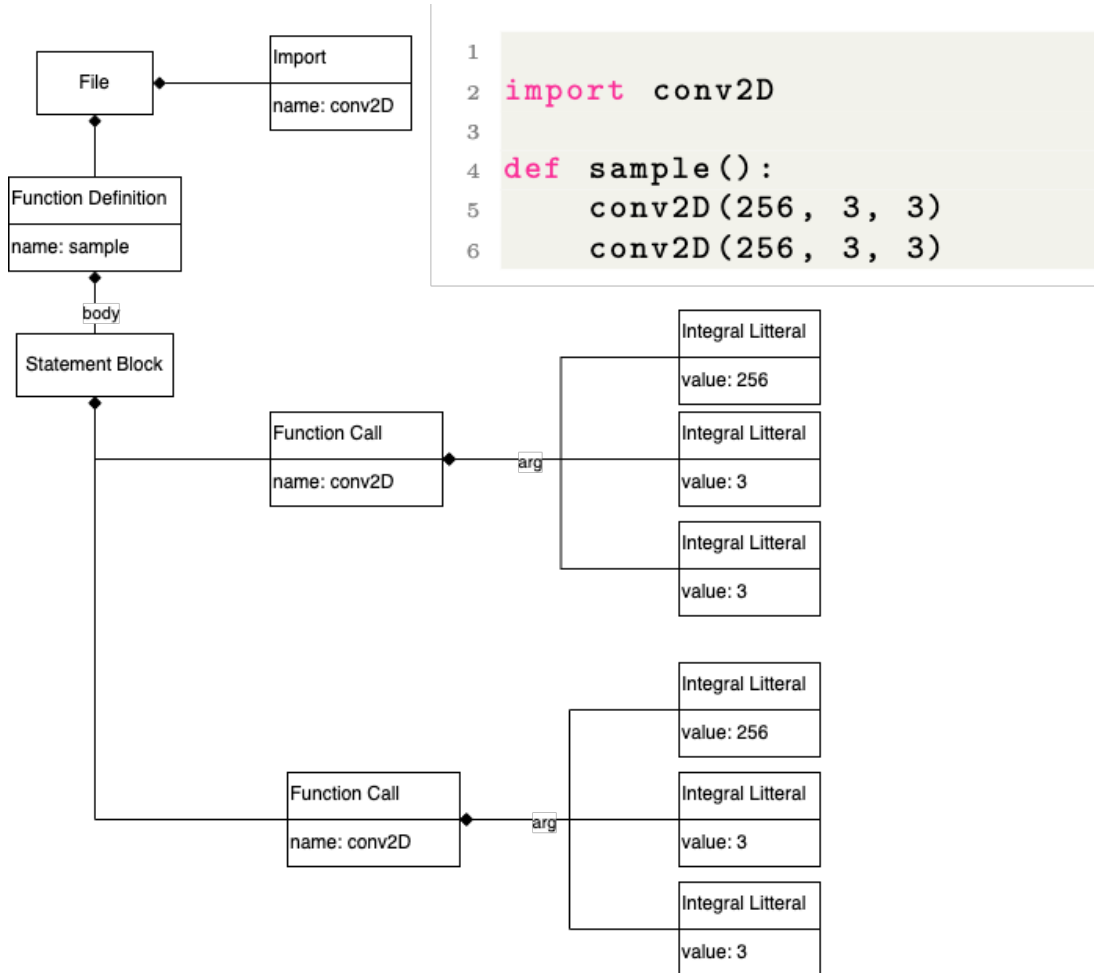 File
Import
name: conv2D
1
2 import conv2D
3
4 def sample():
5 conv2D(256, 3, 3)
6 conv2D(256, 3, 3)
Function Definition
name: sample
body
Statement Block
Function Call
name: conv2D
arg
Integral Litteral
value: 256
Integral Litteral
value: 3
Integral Litteral
value: 3
Function Call
name: conv2D
arg
Integral Litteral
value: 256
Integral Litteral
value: 3
Integral Litteral
value: 3